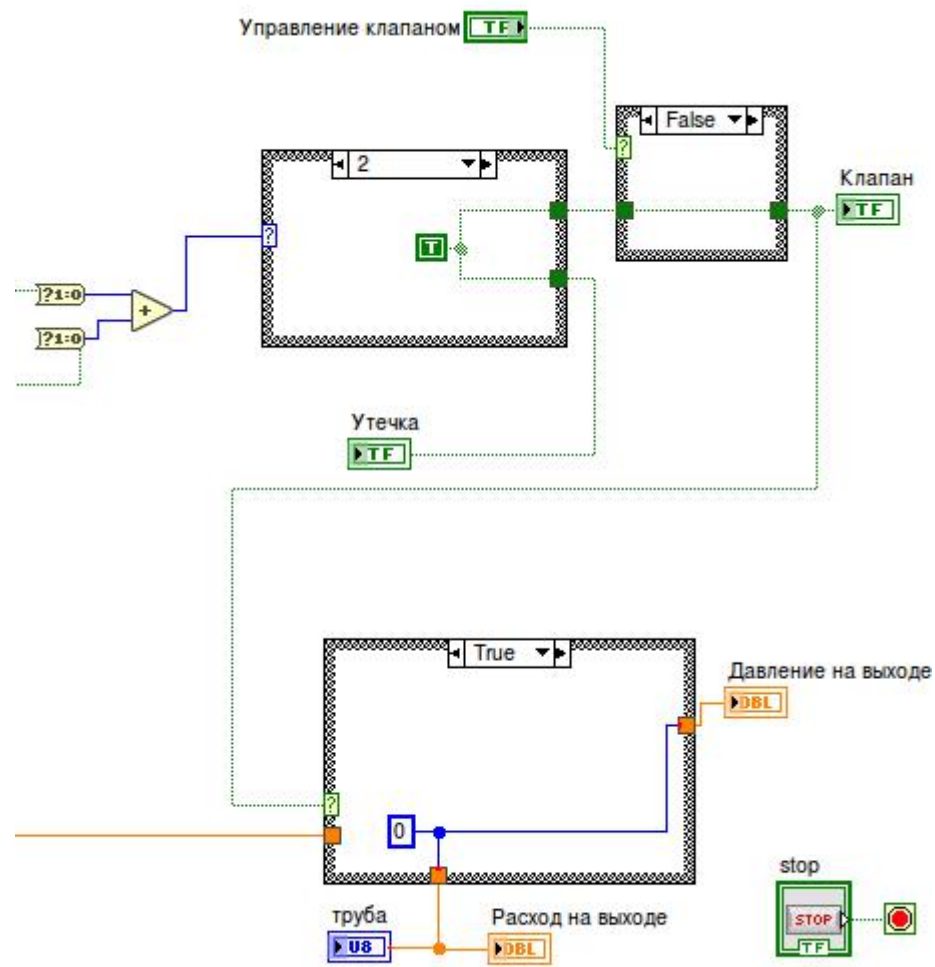 Управление клапаном TF
False
?
Клапан
TF
2
?
T
?1:0
+
?1:0
Утечка
TF
True
Давление на выходе
DBL
?
0
stop
STOP
TF
труба
U8
Расход на выходе
DBL